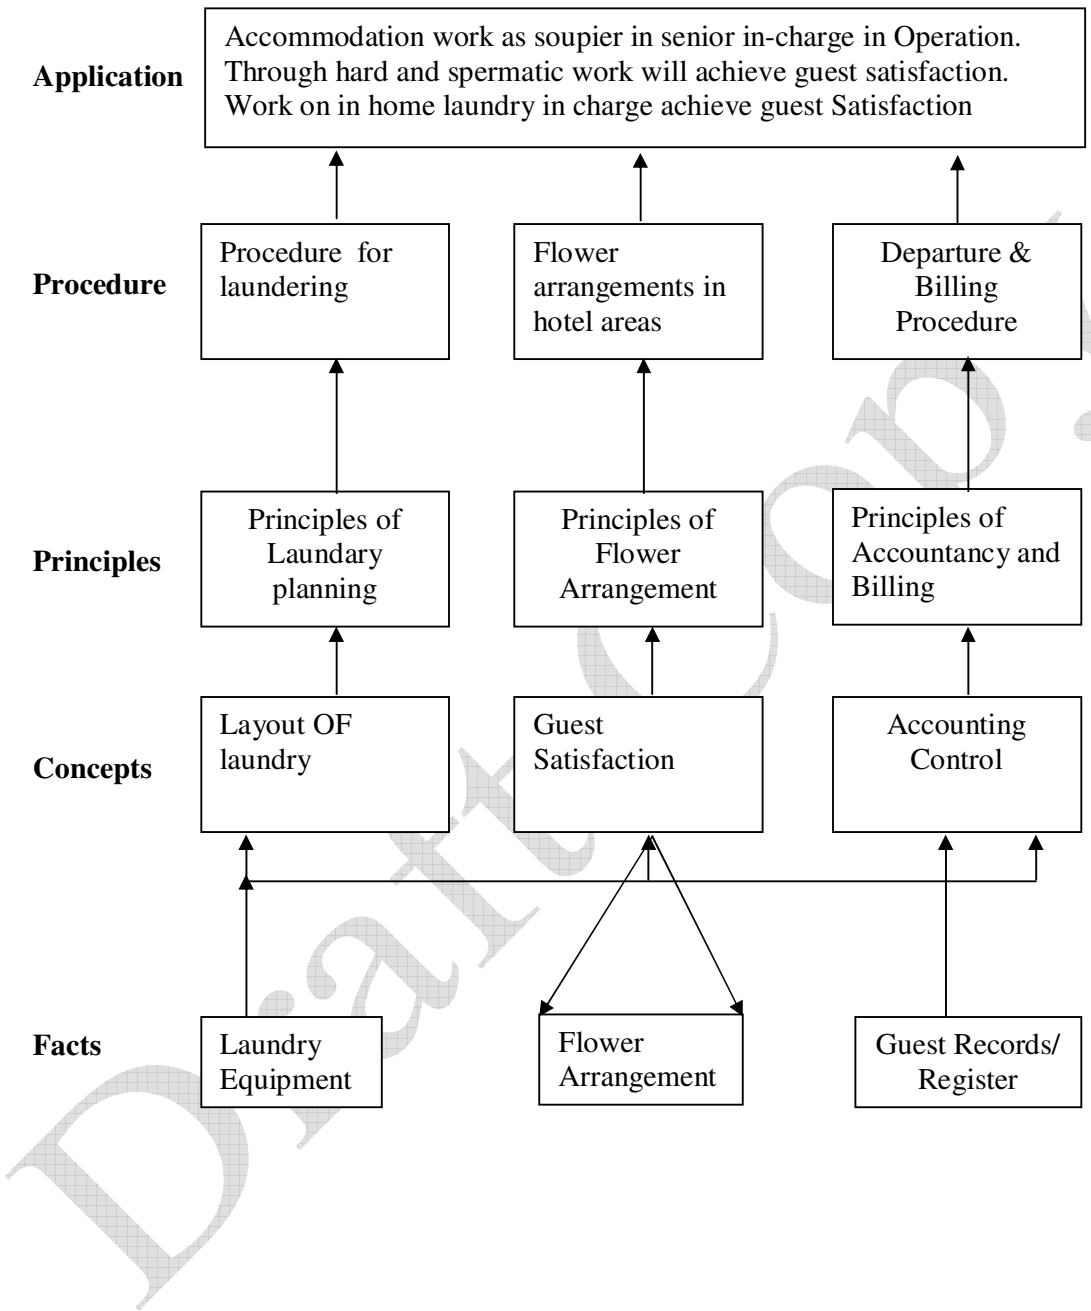 Application
Accommodation work as soupier in senior in-charge in Operation.
Through hard and spermatic work will achieve guest satisfaction.
Work on in home laundry in charge achieve guest Satisfaction
Procedure
Procedure for
laundering
Flower
arrangements in
hotel areas
Departure &
Billing
Procedure
Principles
Principles of
Laundary
planning
Principles of
Flower
Arrangement
Principles of
Accountancy and
Billing
Concepts
Layout OF
laundry
Guest
Satisfaction
Accounting
Control
Facts
Laundry
Equipment
Flower
Arrangement
Guest Records/
Register
Draft Cop